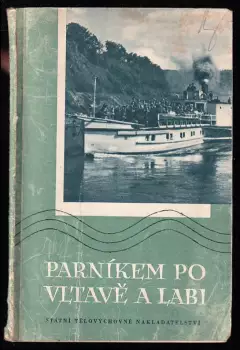 PARNÍKEM PO
VLTAVĚ A LABI
STÁTNÍ TĚLOVÝCHOVNÉ NAKLADATELSTVÍ